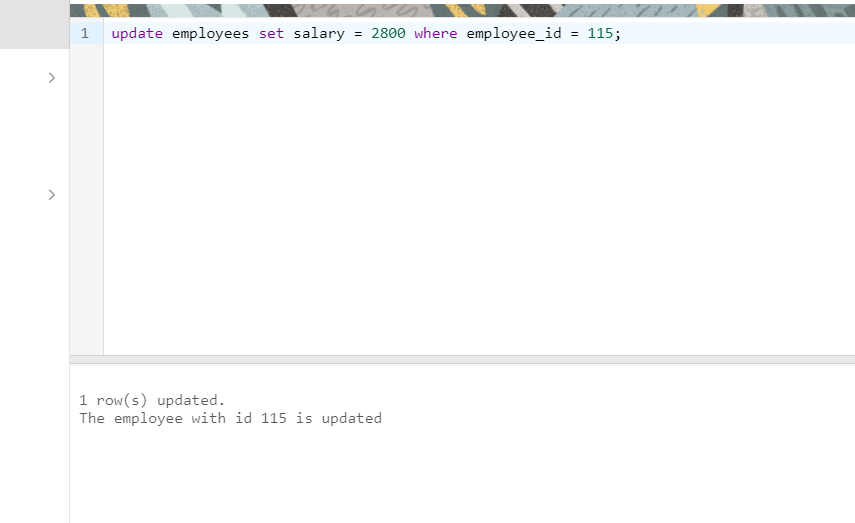 1 update employees set salary = 2800 where employee_id = 115;
1 row(s) updated.
The employee with id 115 is updated